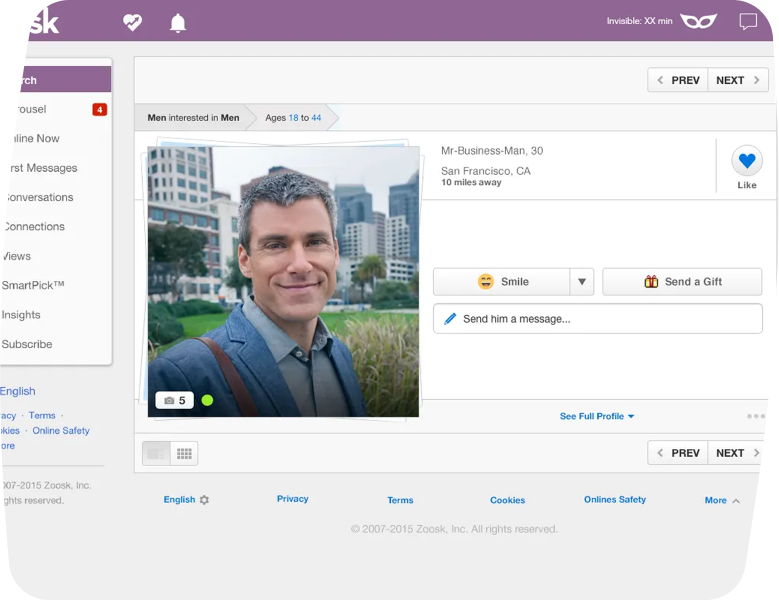 sk
Invisible: XX min
PREV
NEXT
rch
rousel
4
nline Now
rst Messages
Conversations
Connections
Views
SmartPick™
Insights
Subscribe
English
acy · Terms ·
okies · Online Safety
ore
007-2015 Zoosk, Inc.
ghts reserved.
Men interested in Men
Ages 18 to 44
Mr-Business-Man, 30
San Francisco, CA
10 miles away
Like
Smile
Send a Gift
Send him a message...
5
See Full Profile
PREV
NEXT
English
Privacy
Terms
Cookies
Onlines Safety
More
© 2007-2015 Zoosk, Inc. All rights reserved.